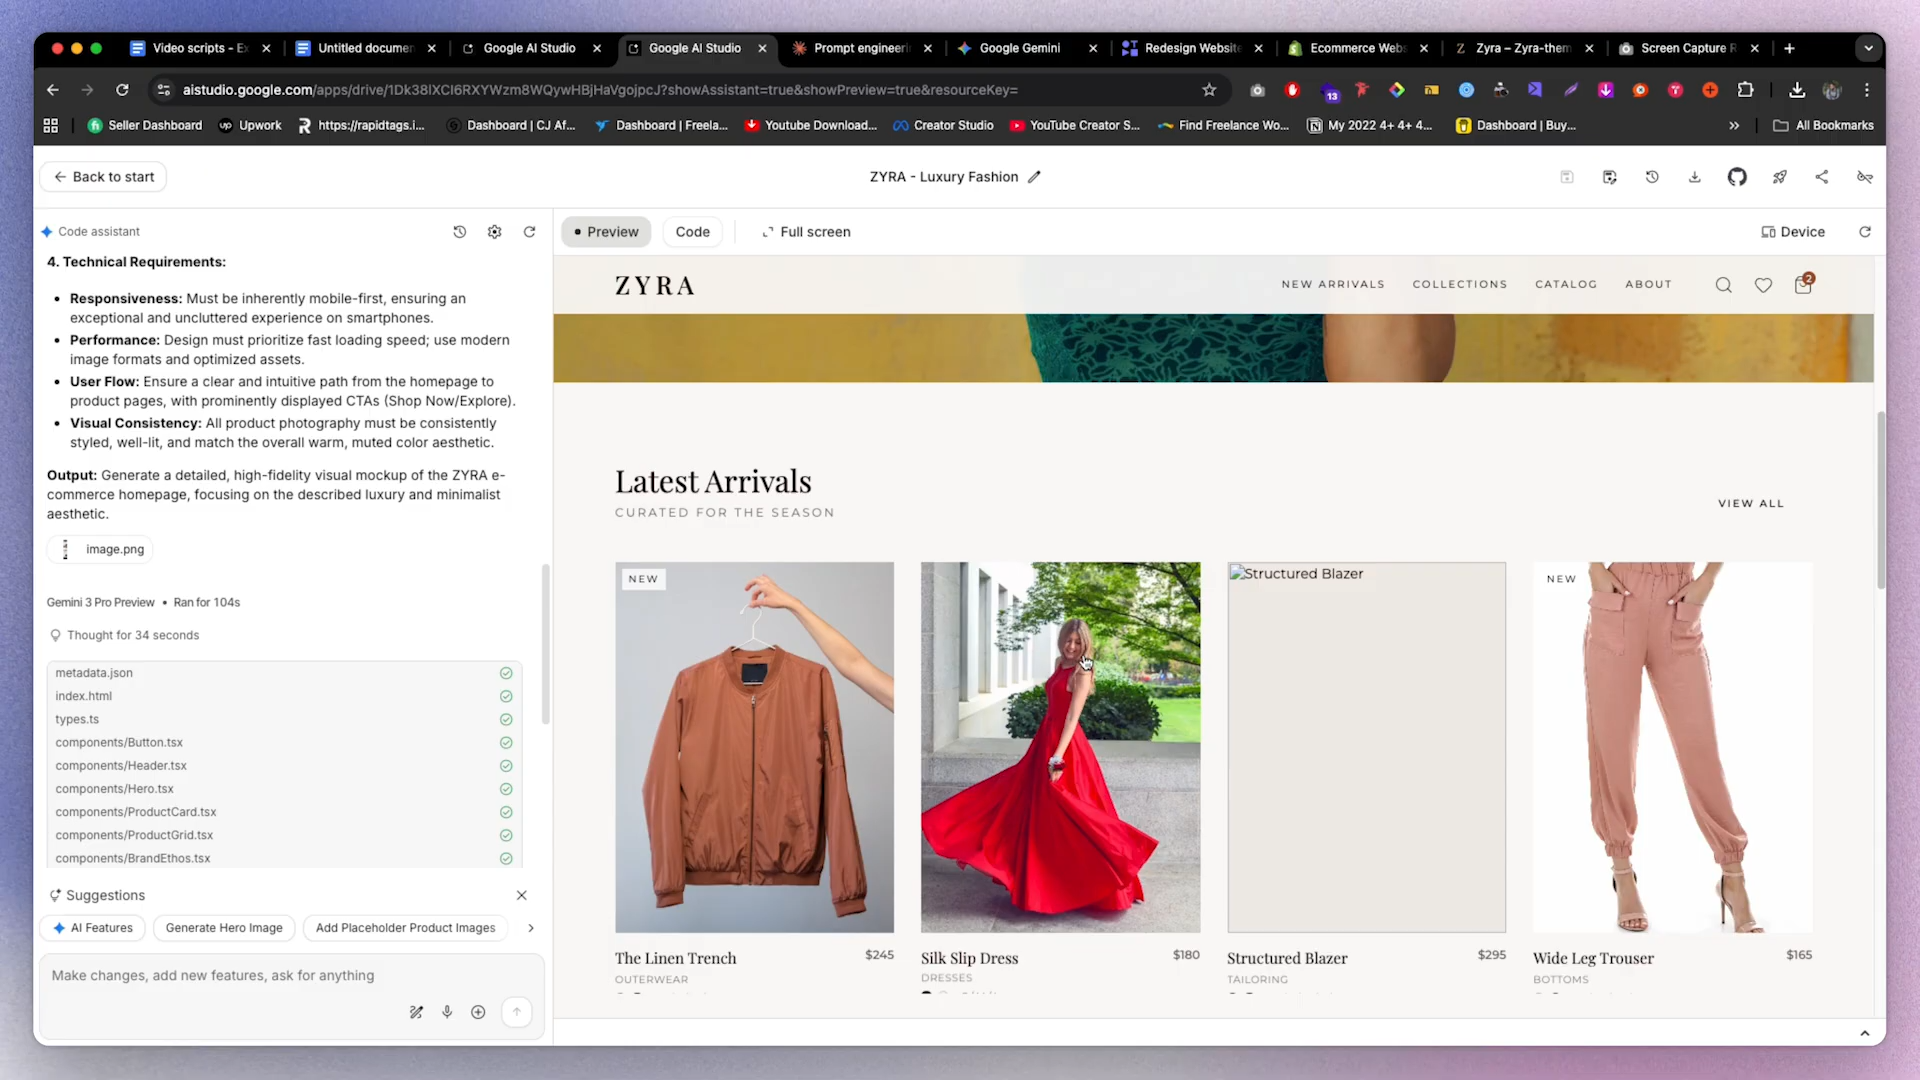 Video scripts - Ex
Untitled documen
Google AI Studio
Google AI Studio
Prompt engineeri
Google Gemini
Redesign Website
Ecommerce Webs
Zyra – Zyra-them
Screen Capture R
aistudio.google.com/apps/drive/1Dk38lXCl6RXYWzm8WQywHBjHaVgojpcJ?showAssistant=true&showPreview=true&resourceKey=
13
Seller Dashboard
Upwork
https://rapidtags.i...
Dashboard | CJ Af...
Dashboard | Freela...
Youtube Download...
Creator Studio
YouTube Creator S...
Find Freelance Wo...
My 2022 4+ 4+ 4...
Dashboard | Buy...
All Bookmarks
Back to start
ZYRA - Luxury Fashion
Code assistant
Preview
Code
Full screen
Device
4. Technical Requirements:
• Responsiveness: Must be inherently mobile-first, ensuring an
exceptional and uncluttered experience on smartphones.
• Performance: Design must prioritize fast loading speed; use modern
image formats and optimized assets.
• User Flow: Ensure a clear and intuitive path from the homepage to
product pages, with prominently displayed CTAs (Shop Now/Explore).
• Visual Consistency: All product photography must be consistently
styled, well-lit, and match the overall warm, muted color aesthetic.
Output: Generate a detailed, high-fidelity visual mockup of the ZYRA e-
commerce homepage, focusing on the described luxury and minimalist
aesthetic.
image.png
Gemini 3 Pro Preview • Ran for 104s
Thought for 34 seconds
metadata.json
index.html
types.ts
components/Button.tsx
components/Header.tsx
components/Hero.tsx
components/ProductCard.tsx
components/ProductGrid.tsx
components/BrandEthos.tsx
Suggestions
AI Features
Generate Hero Image
Add Placeholder Product Images
Make changes, add new features, ask for anything
ZYRA
NEW ARRIVALS
COLLECTIONS
CATALOG
ABOUT
2
Latest Arrivals
CURATED FOR THE SEASON
VIEW ALL
NEW
Structured Blazer
NEW
The Linen Trench
$245
OUTERWEAR
Silk Slip Dress
$180
DRESSES
Structured Blazer
$295
TAILORING
Wide Leg Trouser
$165
BOTTOMS